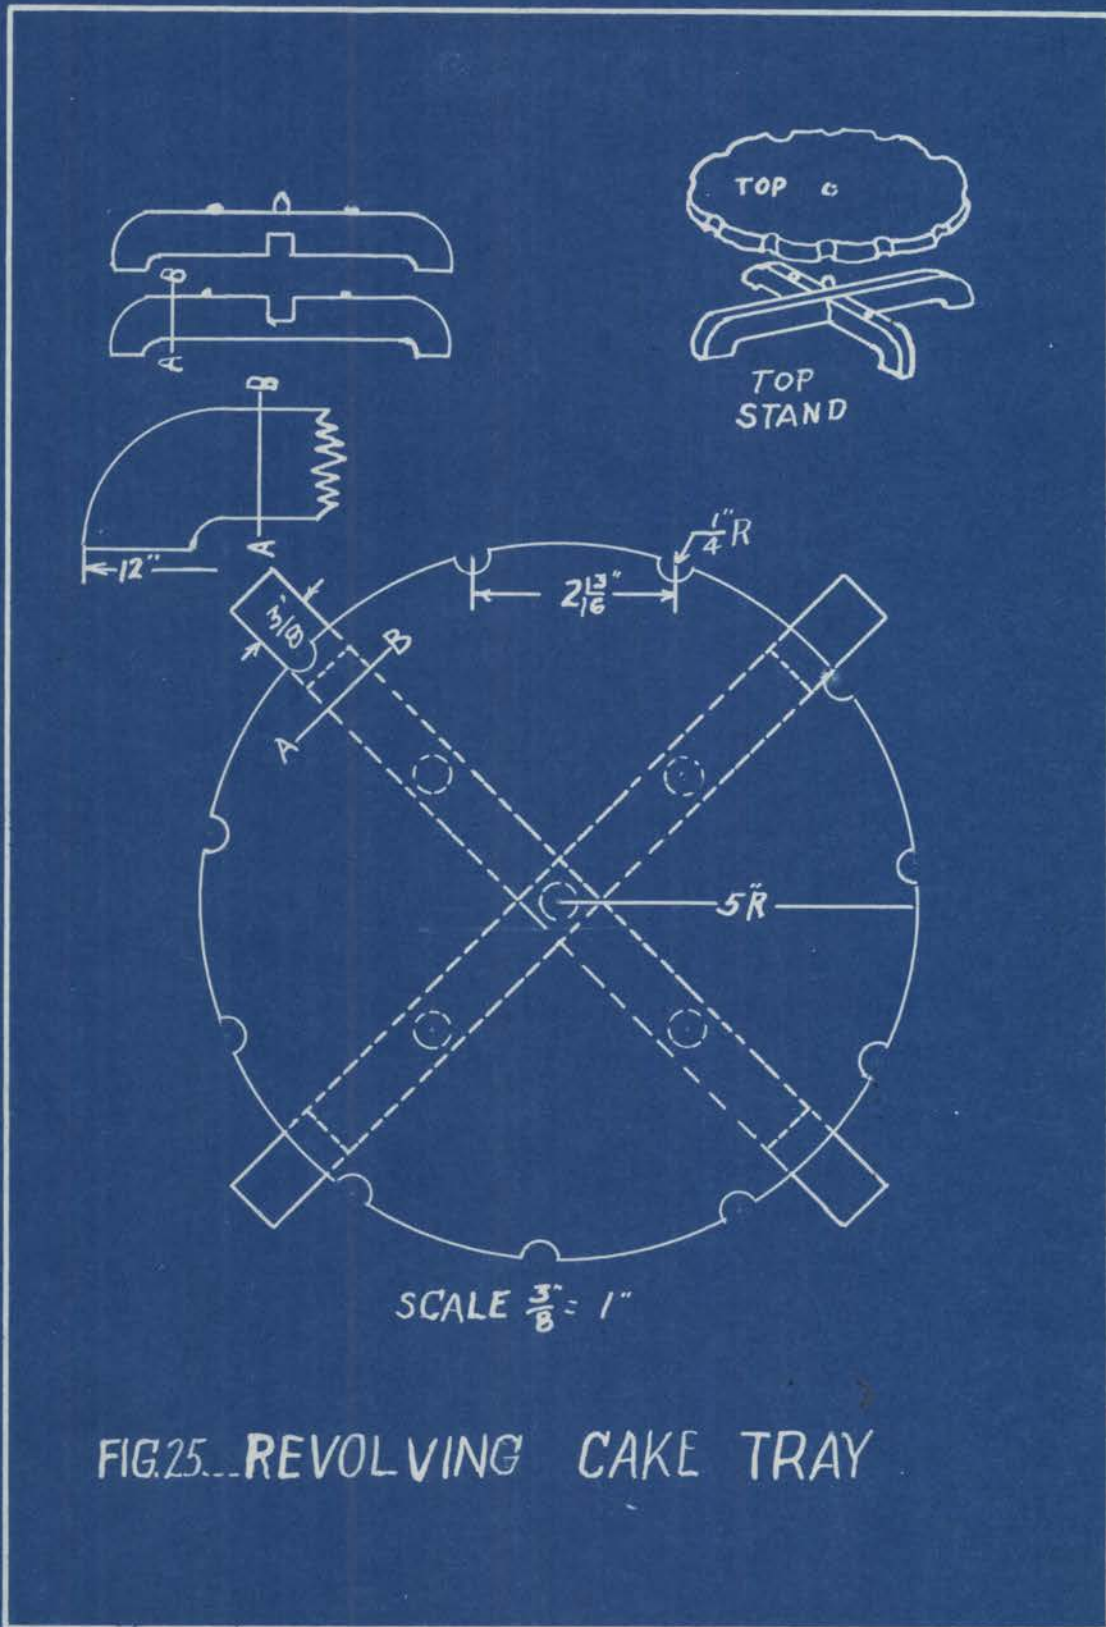 TOP
TOP
STAND
B
A
B
A
12"
1/4" R
2 13/16"
3/8"
B
A
5"R
SCALE 3/8" = 1"
FIG.25... REVOLVING CAKE TRAY